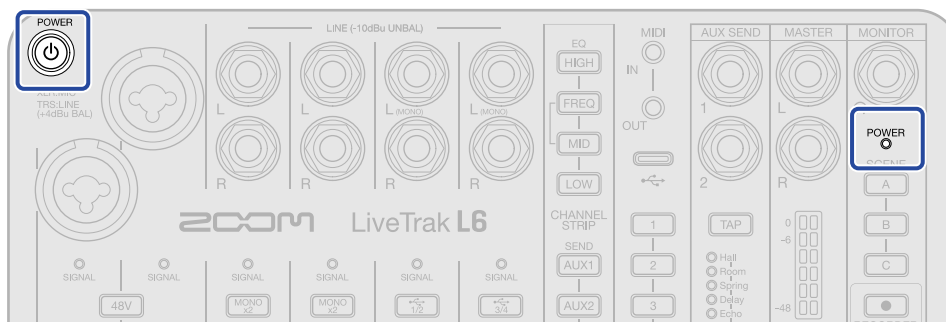 POWER
LINE (-10dBu UNBAL)
EQ
HIGH
MIDI
AUX SEND
MASTER
MONITOR
IN
TRS:LINE
(+4dBu BAL)
L
L
L (MONO)
L (MONO)
FREQ
OUT
1
L
POWER
MID
R
R
R
R
LOW
2
R
SCENE
A
ZOOM LiveTrak L6
CHANNEL
STRIP
1
TAP
0
-6
B
SEND
SIGNAL
SIGNAL
SIGNAL
SIGNAL
SIGNAL
SIGNAL
AUX1
2
Hall
Room
Spring
Delay
Echo
C
48V
MONO
x2
MONO
x2
1/2
3/4
AUX2
3
-48